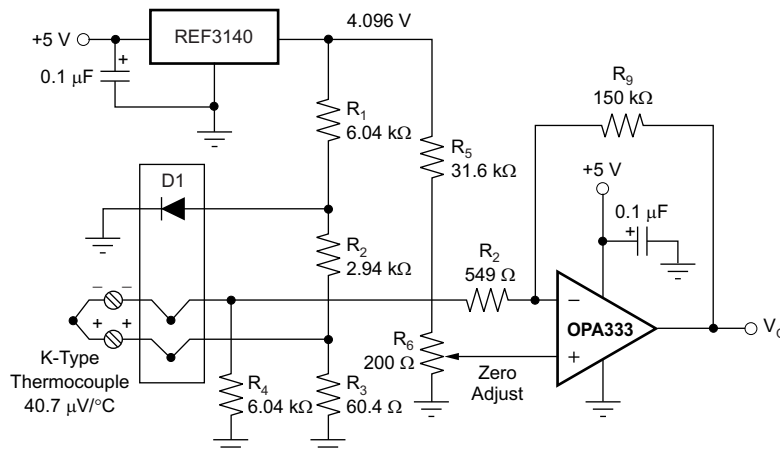 4.096 V
+5 V
REF3140
+
0.1 µF
R1
6.04 kΩ
R5
31.6 kΩ
R9
150 kΩ
D1
+5 V
0.1 µF
+
R2
2.94 kΩ
R2
549 Ω
− −
+ +
K-Type
Thermocouple
40.7 µV/°C
R4
6.04 kΩ
R3
60.4 Ω
R6
200 Ω
Zero
Adjust
−
OPA333
+